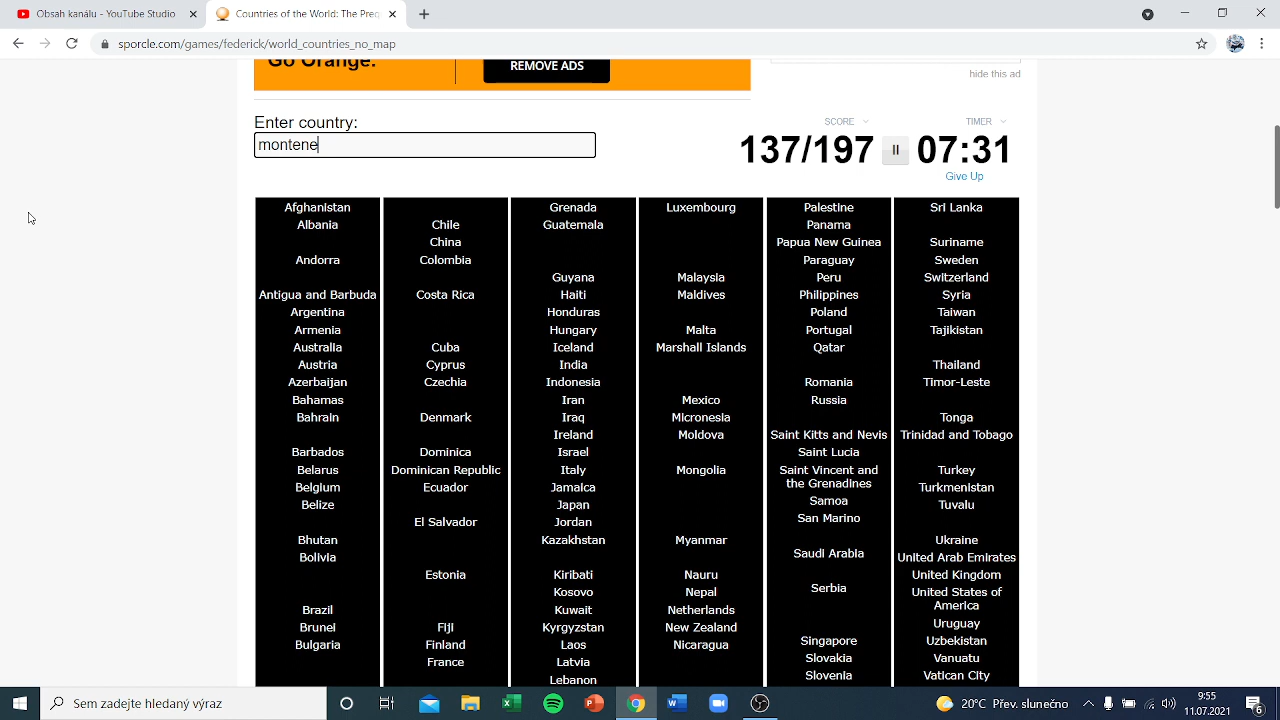 Obsah kanálu - YouTube Studio
Countries of the World: The Preq
sporcle.com/games/federick/world_countries_no_map
Go Orange.
REMOVE ADS
hide this ad
Enter country:
montene
SCORE
TIMER
137/197
07:31
Give Up
Afghanistan
Albania
Andorra
Antigua and Barbuda
Argentina
Armenia
Australia
Austria
Azerbaijan
Bahamas
Bahrain
Barbados
Belarus
Belgium
Belize
Bhutan
Bolivia
Brazil
Brunei
Bulgaria
Chile
China
Colombia
Costa Rica
Cuba
Cyprus
Czechia
Denmark
Dominica
Dominican Republic
Ecuador
El Salvador
Estonia
Fiji
Finland
France
Grenada
Guatemala
Guyana
Haiti
Honduras
Hungary
Iceland
India
Indonesia
Iran
Iraq
Ireland
Israel
Italy
Jamaica
Japan
Jordan
Kazakhstan
Kiribati
Kosovo
Kuwait
Kyrgyzstan
Laos
Latvia
Lebanon
Luxembourg
Malaysia
Maldives
Malta
Marshall Islands
Mexico
Micronesia
Moldova
Mongolia
Myanmar
Nauru
Nepal
Netherlands
New Zealand
Nicaragua
Palestine
Panama
Papua New Guinea
Paraguay
Peru
Philippines
Poland
Portugal
Qatar
Romania
Russia
Saint Kitts and Nevis
Saint Lucia
Saint Vincent and
the Grenadines
Samoa
San Marino
Saudi Arabia
Serbia
Singapore
Slovakia
Slovenia
Sri Lanka
Suriname
Sweden
Switzerland
Syria
Taiwan
Tajikistan
Thailand
Timor-Leste
Tonga
Trinidad and Tobago
Turkey
Turkmenistan
Tuvalu
Ukraine
United Arab Emirates
United Kingdom
United States of
America
Uruguay
Uzbekistan
Vanuatu
Vatican City
Sem zadejte hledaný výraz
20°C Přev. slunečno
9:55
11.07.2021
6